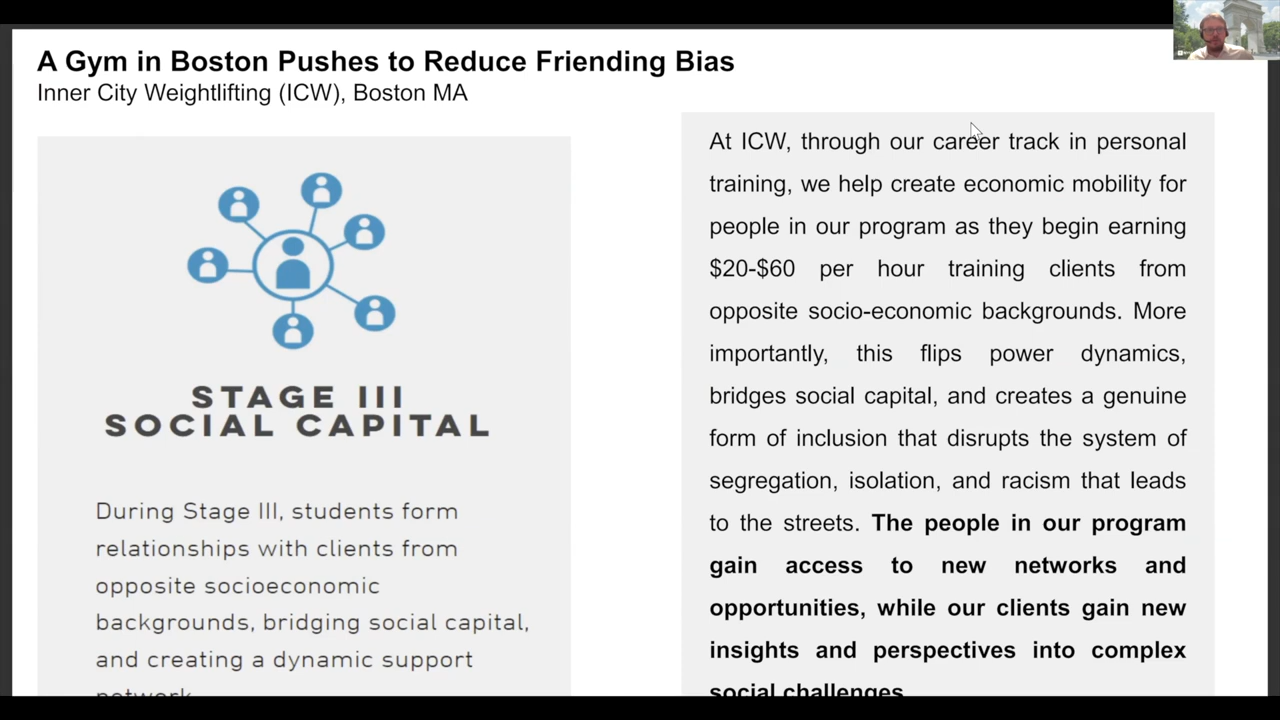 A Gym in Boston Pushes to Reduce Friending Bias
Inner City Weightlifting (ICW), Boston MA
STAGE III
SOCIAL CAPITAL
During Stage III, students form
relationships with clients from
opposite socioeconomic
backgrounds, bridging social capital,
and creating a dynamic support
network
At ICW, through our career track in personal
training, we help create economic mobility for
people in our program as they begin earning
$20-$60 per hour training clients from
opposite socio-economic backgrounds. More
importantly, this flips power dynamics,
bridges social capital, and creates a genuine
form of inclusion that disrupts the system of
segregation, isolation, and racism that leads
to the streets. The people in our program
gain access to new networks and
opportunities, while our clients gain new
insights and perspectives into complex
social challenges.